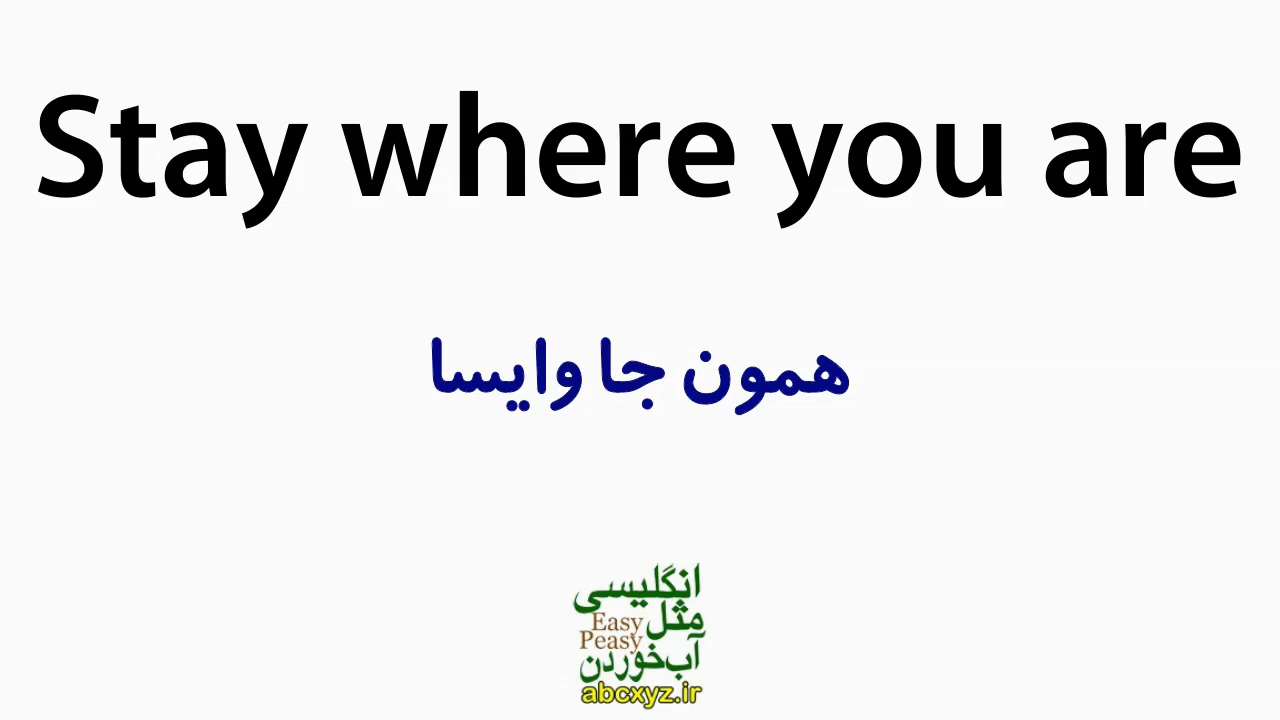 Stay where you are
همون جا وایسا
انگلیسی
مثل Easy
Peasy
آب‌خوردن
abcxyz.ir